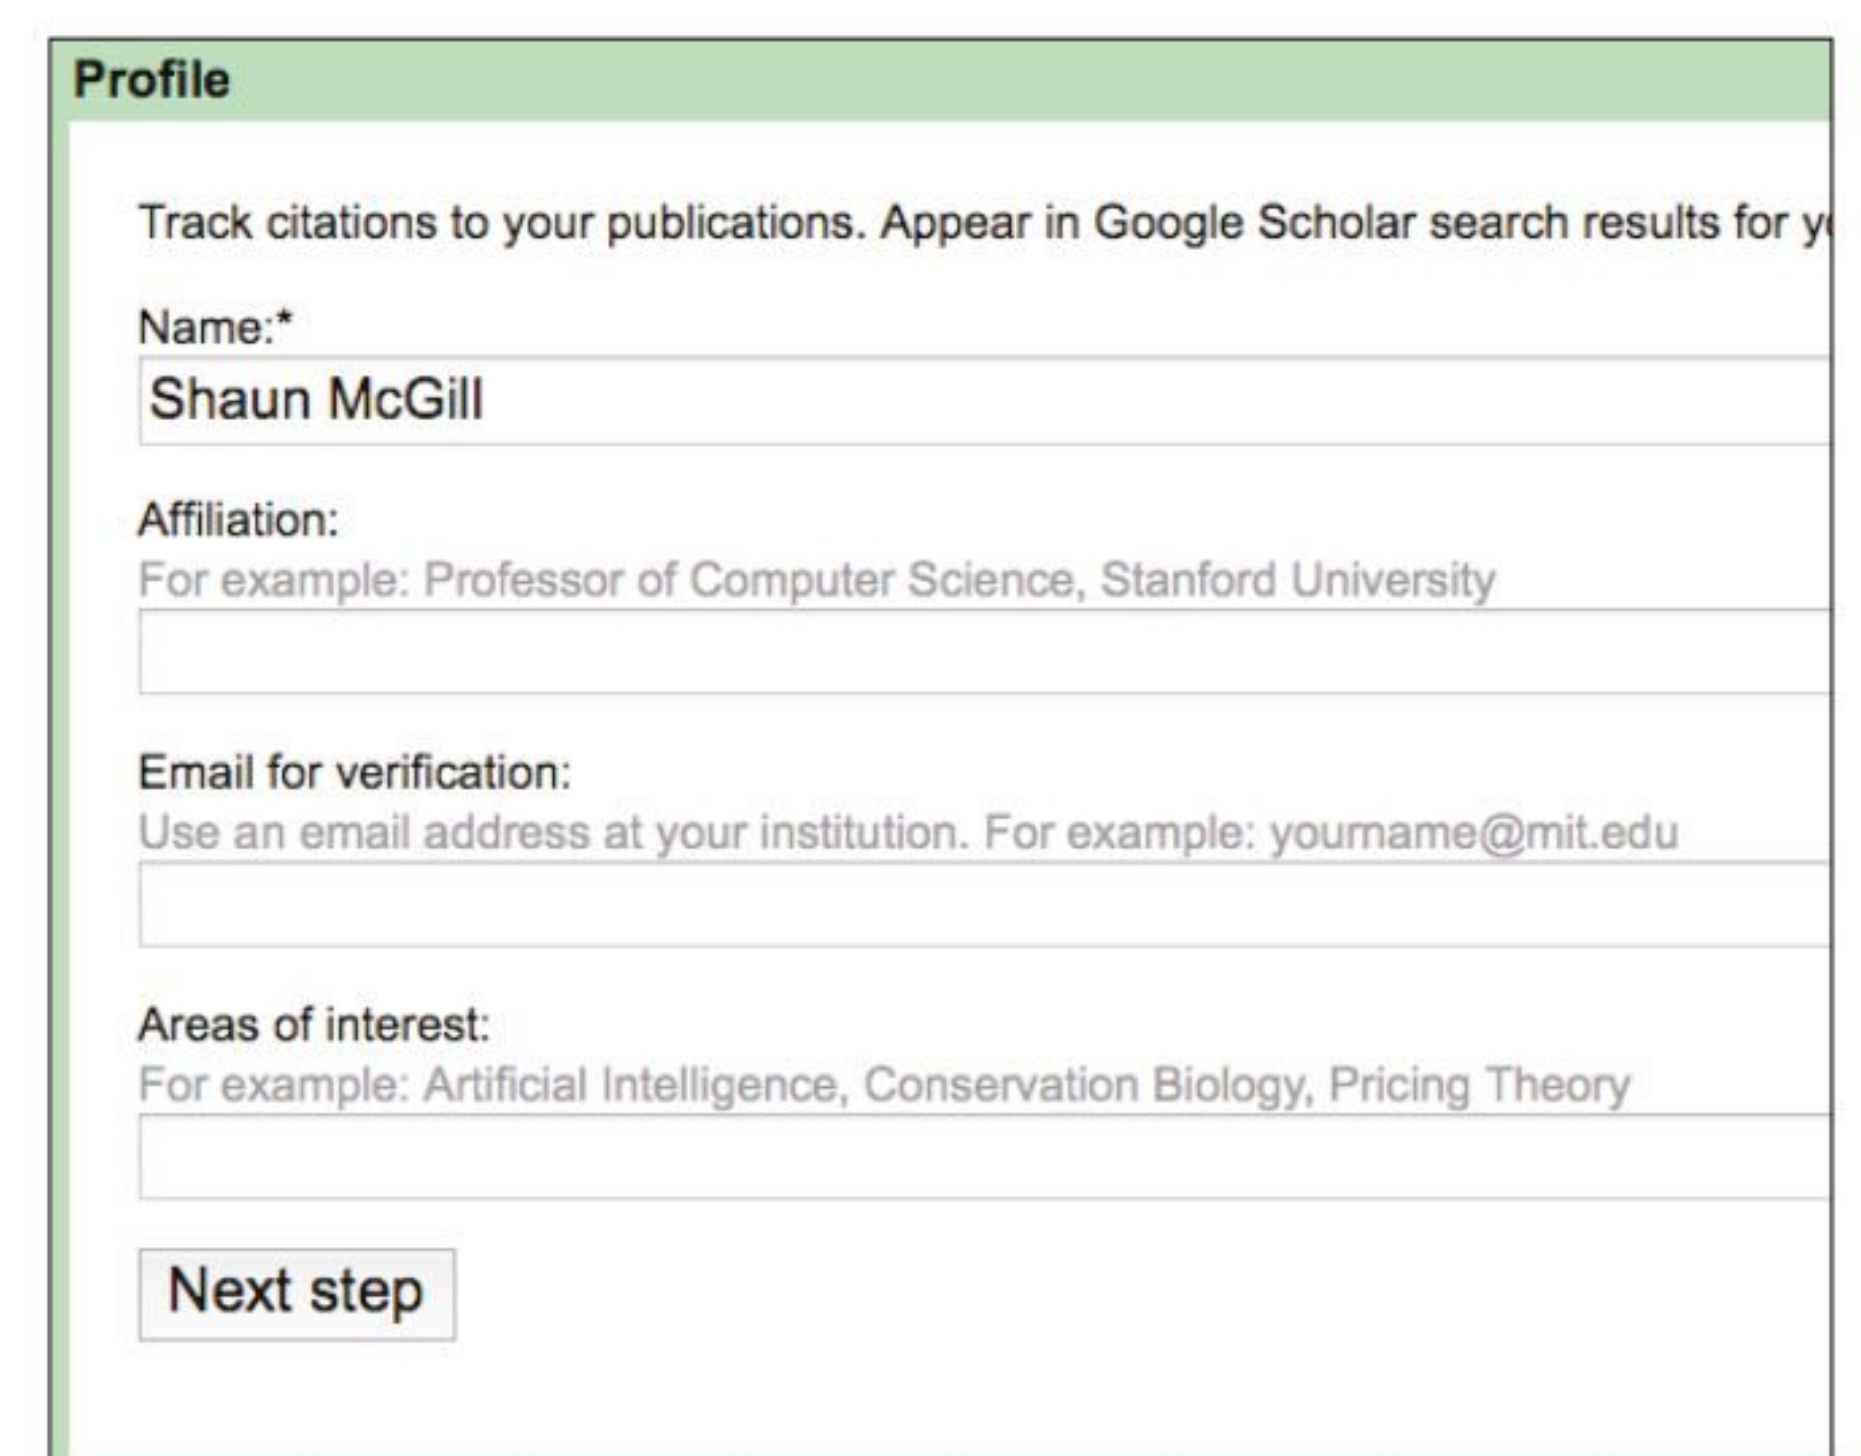 Profile
Track citations to your publications. Appear in Google Scholar search results for
Name:*
Shaun McGill
Affiliation:
For example: Professor of Computer Science, Stanford University
Email for verification:
Use an email address at your institution. For example: yourname@mit.edu
Areas of interest:
For example: Artificial Intelligence, Conservation Biology, Pricing Theory
Next step